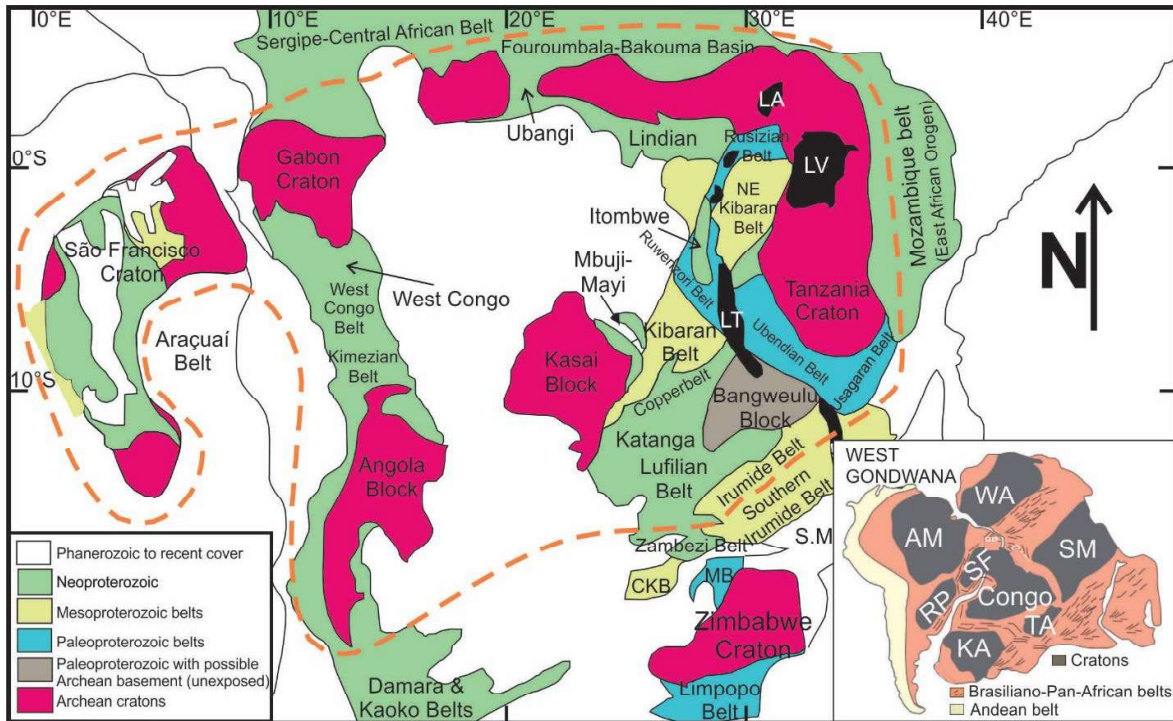 0°E
10°E
20°E
30°E
40°E
Sergipe-Central African Belt
Fouroumbala-Bakouma Basin
Ubangi
Lindian
LA
Rusizian
Belt
LV
0°S
Gabon
Craton
NE
Kibaran
Belt
Mozambique belt
(East African Orogen)
N
São Francisco
Craton
Itombwe
Ruwenzori Belt
Mbuji-
Mayi
West Congo
West
Congo
Belt
Tanzania
Craton
Araçuaí
Belt
LT
Kibaran
Belt
Ubendian Belt
Usagaran Belt
Kimezian
Belt
Kasai
Block
10°S
Copperbelt
Bangweulu
Block
Katanga
Lufilian
Belt
Angola
Block
Irumide Belt
Southern
Irumide Belt
S.M
Zambezi Belt
CKB
MB
Zimbabwe
Craton
Limpopo
Belt
Damara &
Kaoko Belts
Phanerozoic to recent cover
Neoproterozoic
Mesoproterozoic belts
Paleoproterozoic belts
Paleoproterozoic with possible
Archean basement (unexposed)
Archean cratons
WEST
GONDWANA
WA
AM
SM
SF
Congo
RP
TA
KA
Cratons
Brasiliano-Pan-African belts
Andean belt